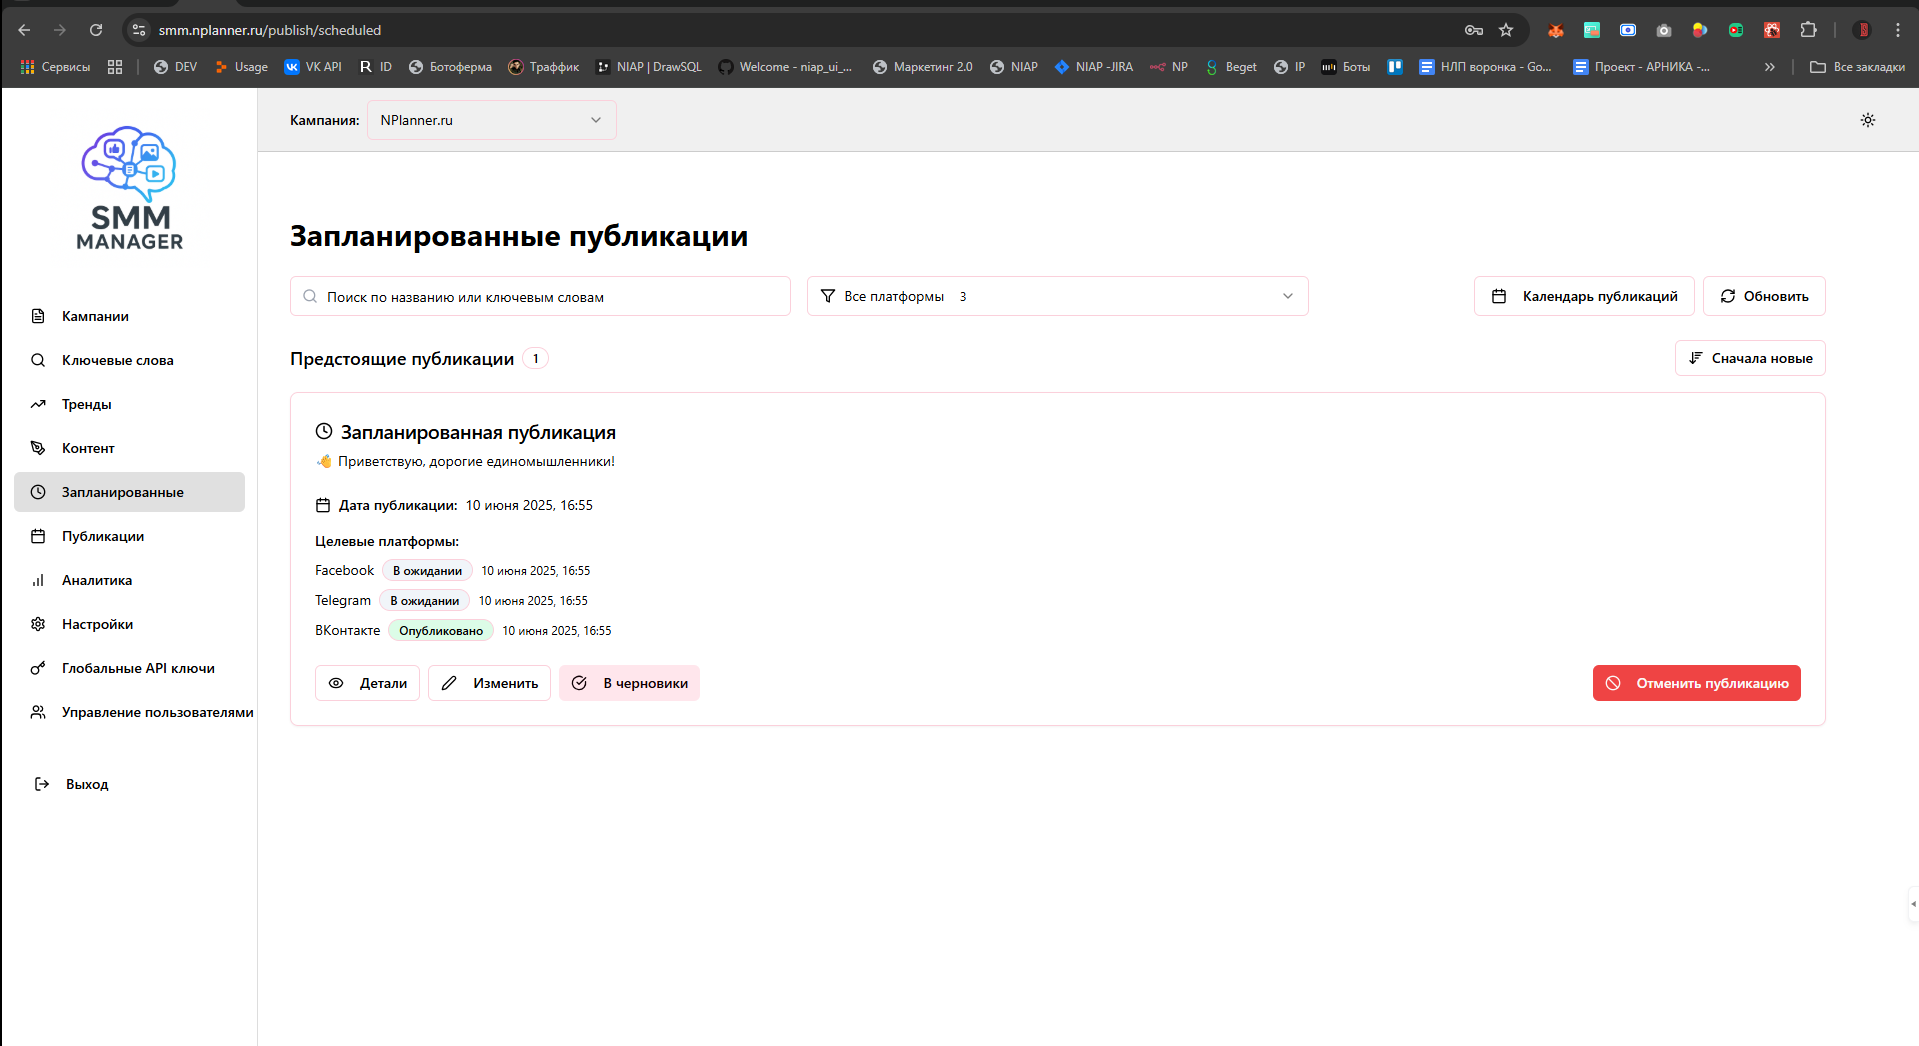 smm.nplanner.ru/publish/scheduled
Сервисы DEV Usage VK API R ID Ботоферма Траффик NIAP | DrawSQL Welcome - niap_ui_... Маркетинг 2.0 NIAP NIAP -JIRA NP Beget IP Боты НЛП воронка - Go... Проект - АРНИКА -... Все закладки
SMM
MANAGER
Кампания: NPlanner.ru
Запланированные публикации
Поиск по названию или ключевым словам
Все платформы 3
Календарь публикаций
Обновить
Предстоящие публикации 1
Сначала новые
Запланированная публикация
👋 Приветствую, дорогие единомышленники!
Дата публикации: 10 июня 2025, 16:55
Целевые платформы:
Facebook В ожидании 10 июня 2025, 16:55
Telegram В ожидании 10 июня 2025, 16:55
ВКонтакте Опубликовано 10 июня 2025, 16:55
Детали
Изменить
В черновики
Отменить публикацию
Кампании
Ключевые слова
Тренды
Контент
Запланированные
Публикации
Аналитика
Настройки
Глобальные API ключи
Управление пользователями
Выход